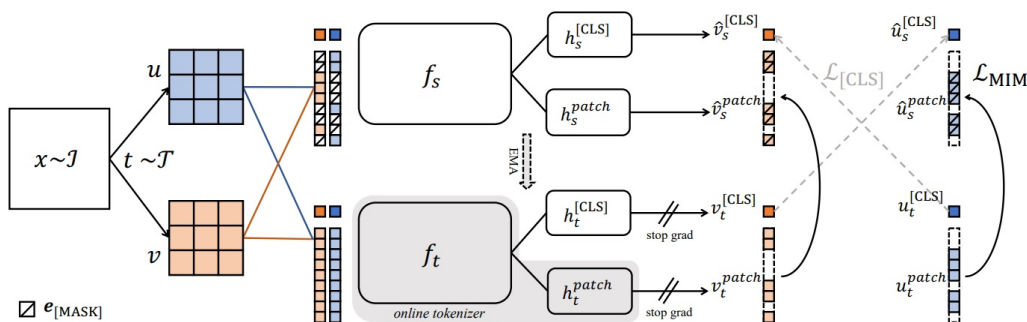 x~𝓘
t ~𝒯
u
v
e[MASK]
f_s
h_s^[CLS]
h_s^patch
EMA
f_t
online tokenizer
h_t^[CLS]
h_t^patch
stop grad
stop grad
v̂_s^[CLS]
v̂_s^patch
v_t^[CLS]
v_t^patch
ℒ_[CLS]
û_s^[CLS]
û_s^patch
ℒ_MIM
u_t^[CLS]
u_t^patch